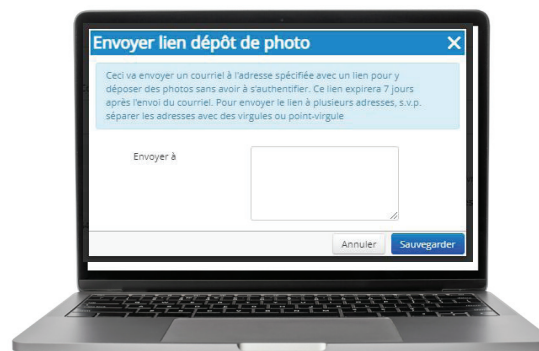 Envoyer lien dépôt de photo
Ceci va envoyer un courriel à l'adresse spécifiée avec un lien pour y
déposer des photos sans avoir à s'authentifier. Ce lien expirera 7 jours
après l'envoi du courriel. Pour envoyer le lien à plusieurs adresses, s.v.p.
séparer les adresses avec des virgules ou point-virgule
Envoyer à
Annuler Sauvegarder